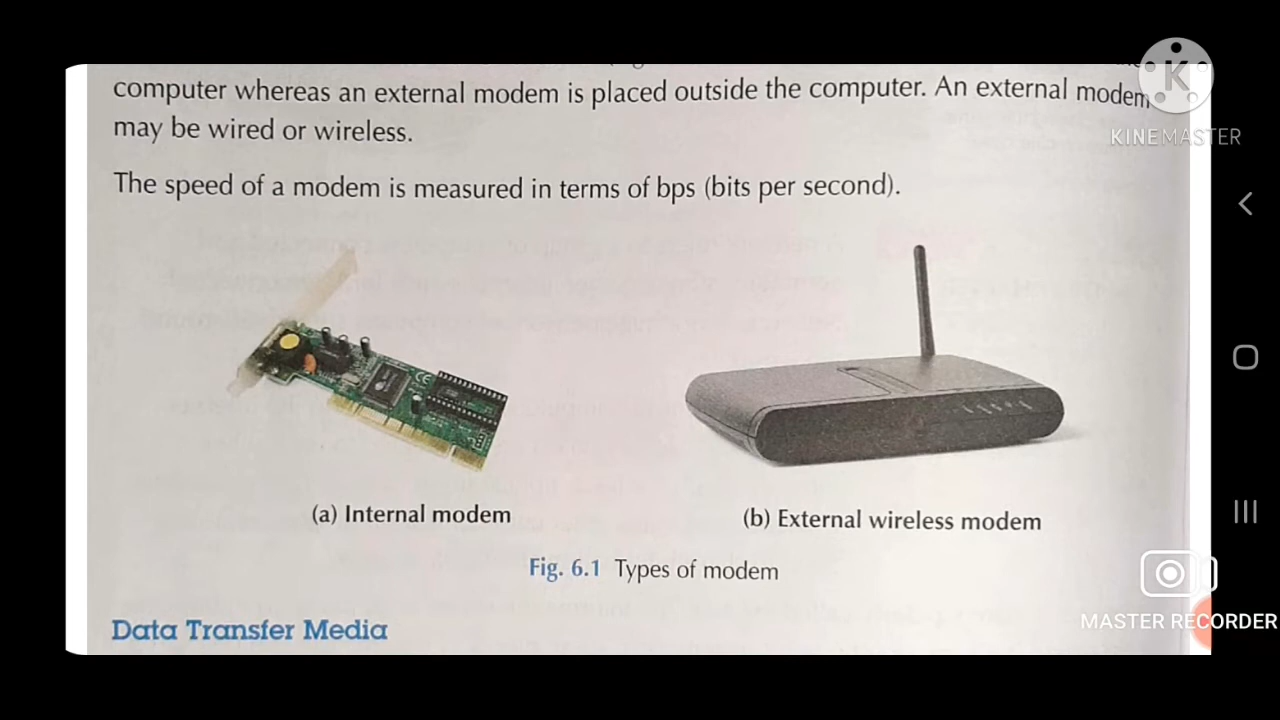 computer whereas an external modem is placed outside the computer. An external modem
may be wired or wireless.
The speed of a modem is measured in terms of bps (bits per second).
(a) Internal modem
(b) External wireless modem
Fig. 6.1 Types of modem
Data Transfer Media
K
KINEMASTER
MASTER RECORDER